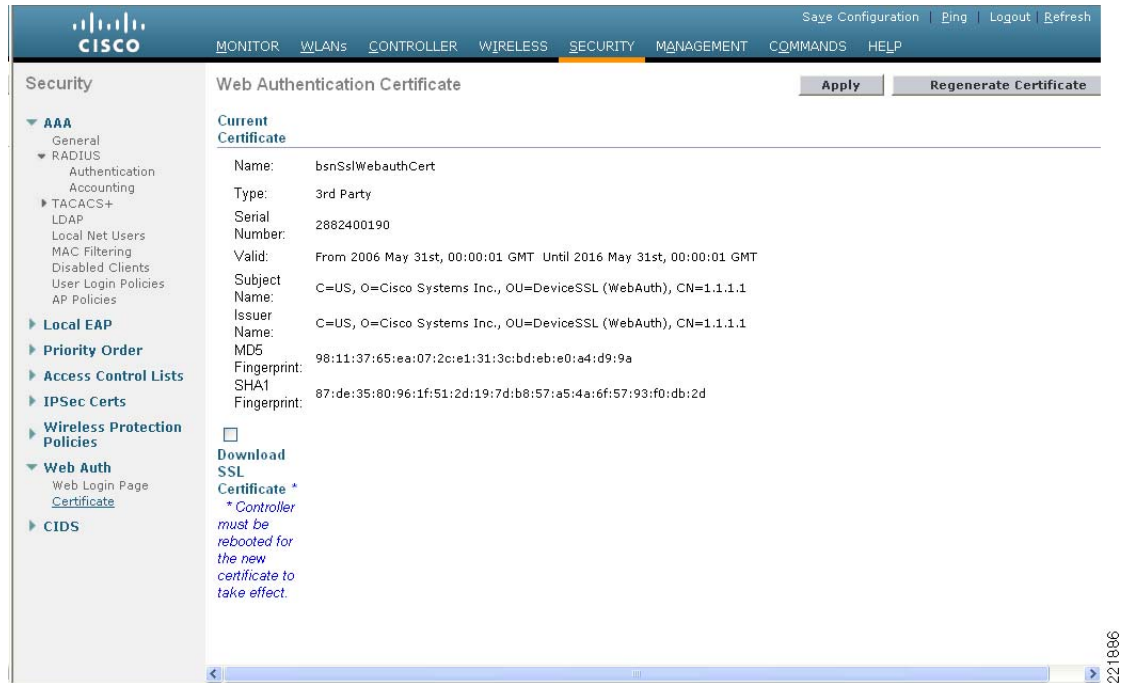 Save Configuration | Ping | Logout | Refresh
CISCO
MONITOR WLANs CONTROLLER WIRELESS SECURITY MANAGEMENT COMMANDS HELP
Security
AAA
General
RADIUS
Authentication
Accounting
TACACS+
LDAP
Local Net Users
MAC Filtering
Disabled Clients
User Login Policies
AP Policies
Local EAP
Priority Order
Access Control Lists
IPSec Certs
Wireless Protection
Policies
Web Auth
Web Login Page
Certificate
CIDS
Web Authentication Certificate
Apply
Regenerate Certificate
Current
Certificate
Name: bsnSslWebauthCert
Type: 3rd Party
Serial
Number: 2882400190
Valid: From 2006 May 31st, 00:00:01 GMT Until 2016 May 31st, 00:00:01 GMT
Subject
Name: C=US, O=Cisco Systems Inc., OU=DeviceSSL (WebAuth), CN=1.1.1.1
Issuer
Name: C=US, O=Cisco Systems Inc., OU=DeviceSSL (WebAuth), CN=1.1.1.1
MD5
Fingerprint: 98:11:37:65:ea:07:2c:e1:31:3c:bd:eb:e0:a4:d9:9a
SHA1
Fingerprint: 87:de:35:80:96:1f:51:2d:19:7d:b8:57:a5:4a:6f:57:93:f0:db:2d
Download
SSL
Certificate *
* Controller
must be
rebooted for
the new
certificate to
take effect.
221886